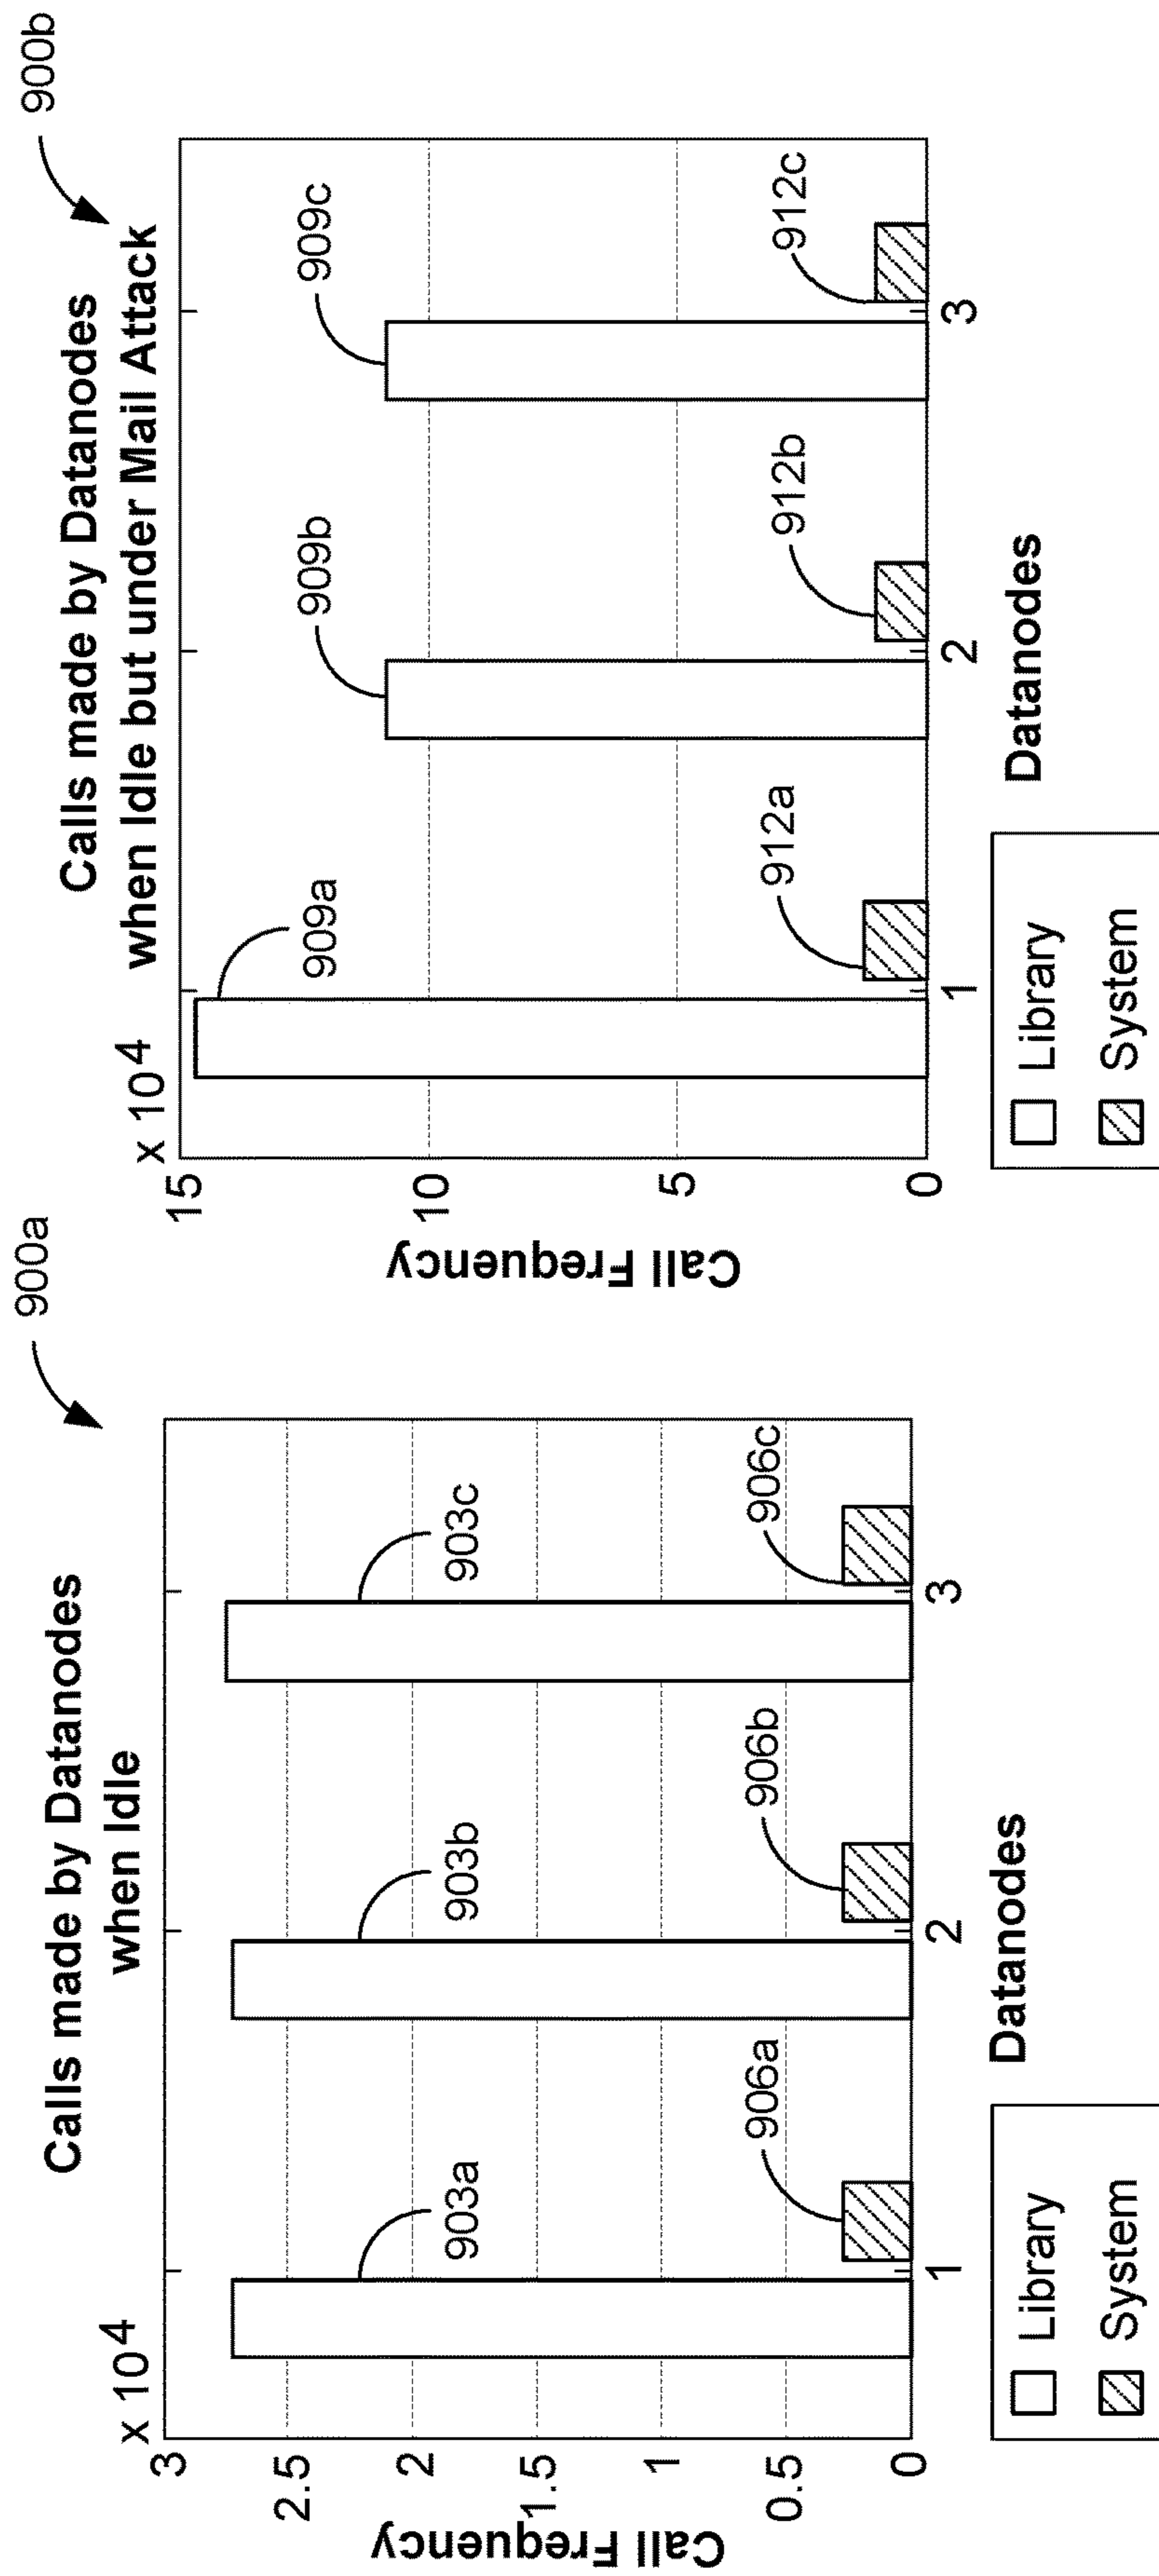 900a
Calls made by Datanodes
when Idle
x 10 4
3
2.5
2
1.5
1
0.5
0
Call Frequency
903a
903b
903c
906a
906b
906c
1
2
3
Datanodes
Library
System
900b
Calls made by Datanodes
when Idle but under Mail Attack
x 10 4
15
10
5
0
Call Frequency
909a
909b
909c
912a
912b
912c
1
2
3
Datanodes
Library
System